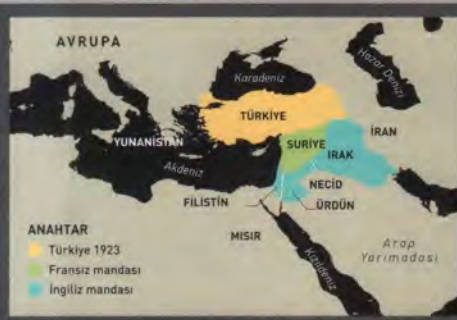 AVRUPA
Karadeniz
Hazar Denizi
TÜRKİYE
YUNANİSTAN
İRAN
SURİYE
IRAK
Akdeniz
NECİD
FİLİSTİN
ÜRDÜN
MISIR
Kızıldeniz
Arap
Yarımadası
ANAHTAR
Türkiye 1923
Fransız mandası
İngiliz mandası